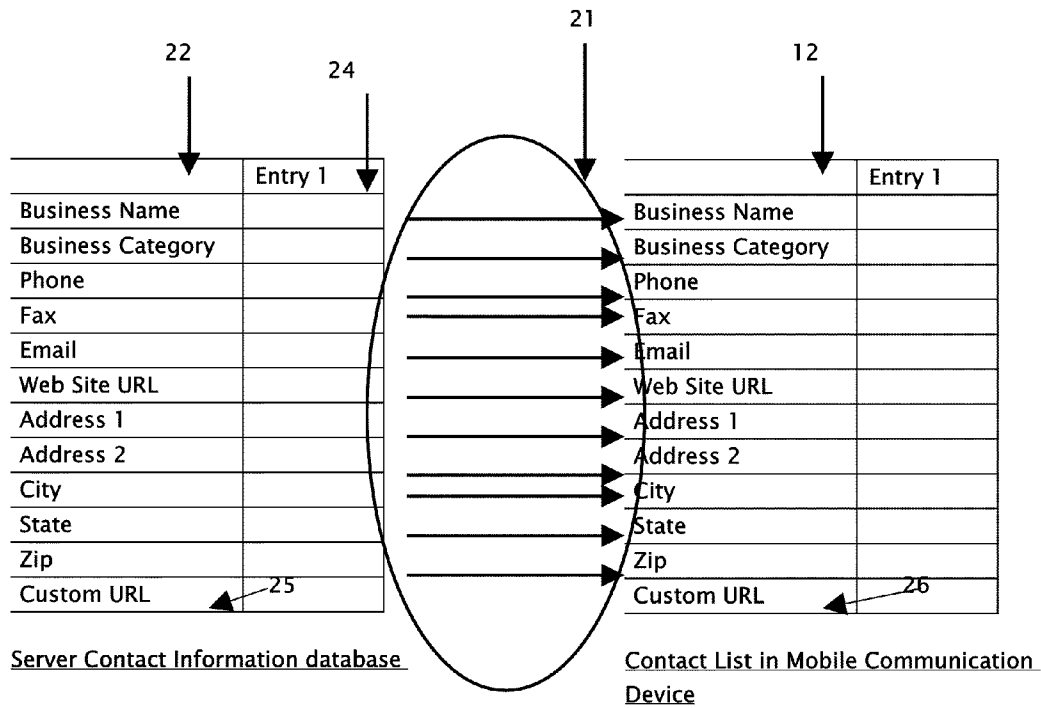 21
22
24
12
Entry 1
Business Name
Business Category
Phone
Fax
Email
Web Site URL
Address 1
Address 2
City
State
Zip
Custom URL
25
Server Contact Information database
Entry 1
Business Name
Business Category
Phone
Fax
Email
Web Site URL
Address 1
Address 2
City
State
Zip
Custom URL
26
Contact List in Mobile Communication
Device